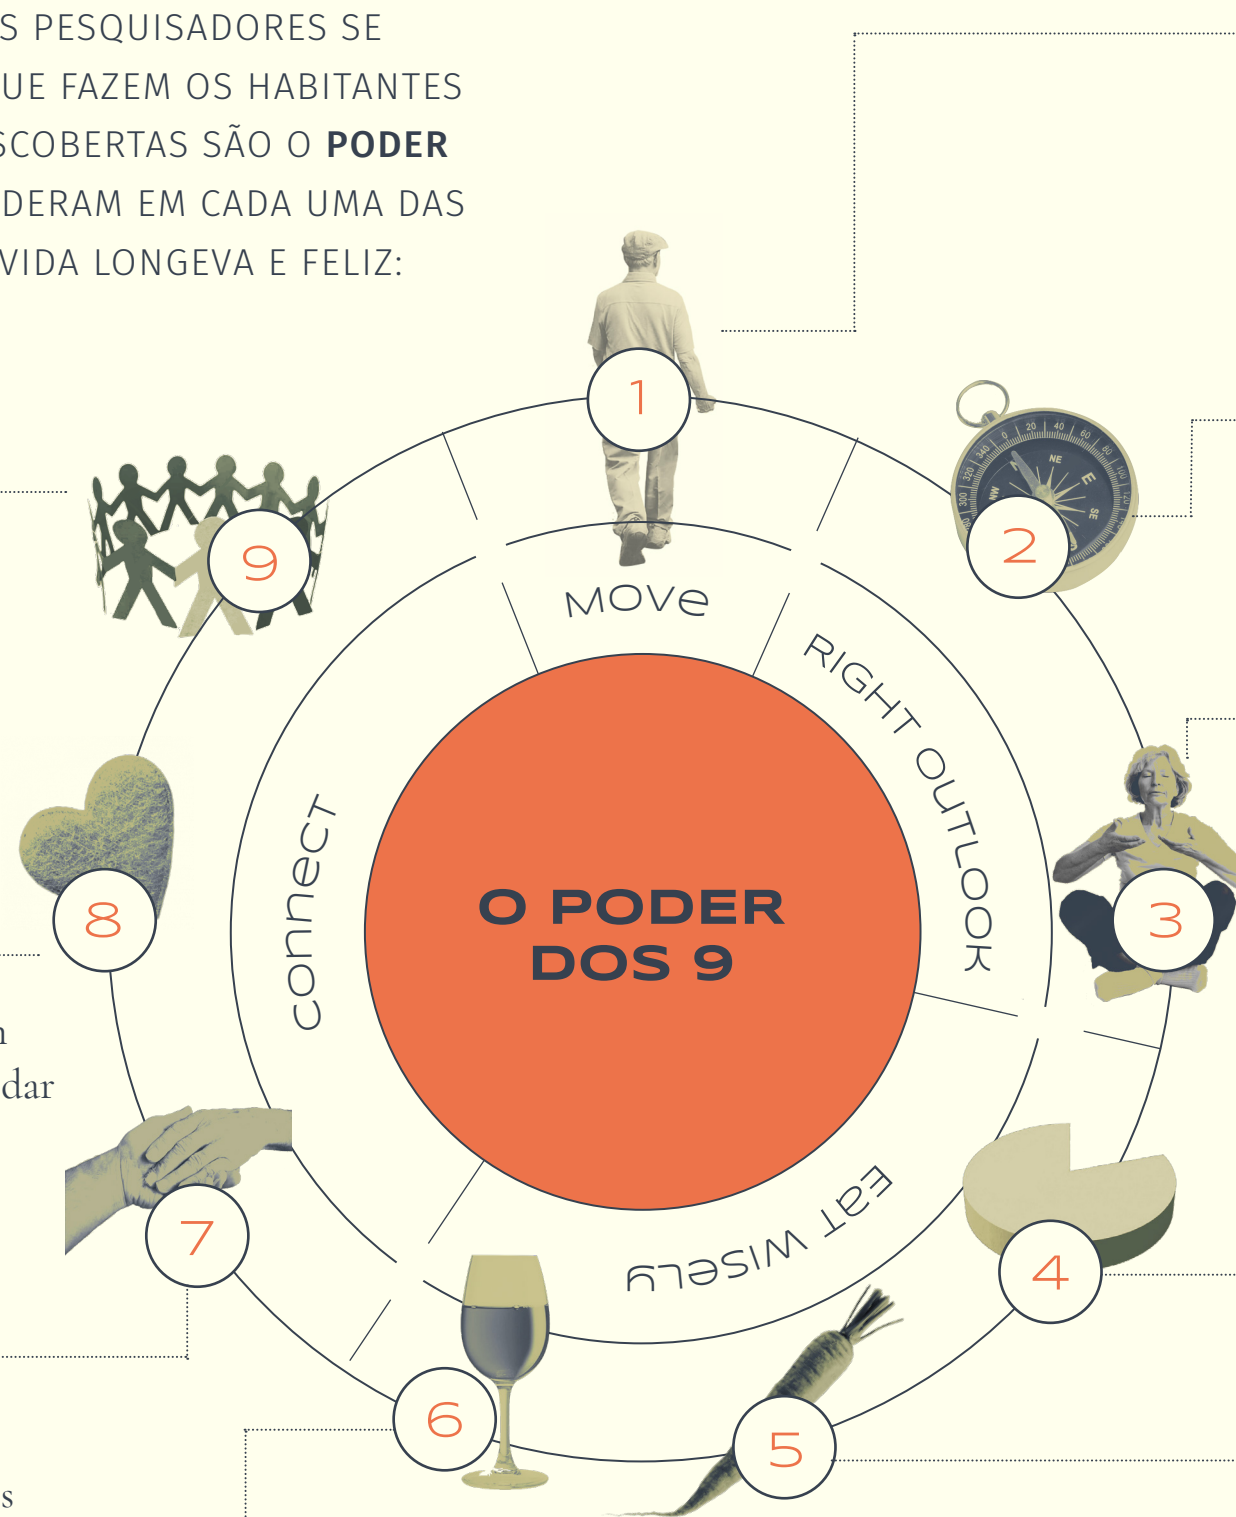 S PESQUISADORES SE
UE FAZEM OS HABITANTES
SCOBERTAS SÃO O PODER
DERAM EM CADA UMA DAS
VIDA LONGEVA E FELIZ:
1
2
3
4
5
6
7
8
9
MOVE
RIGHT OUTLOOK
EAT WISELY
CONNECT
O PODER
DOS 9
dar
s